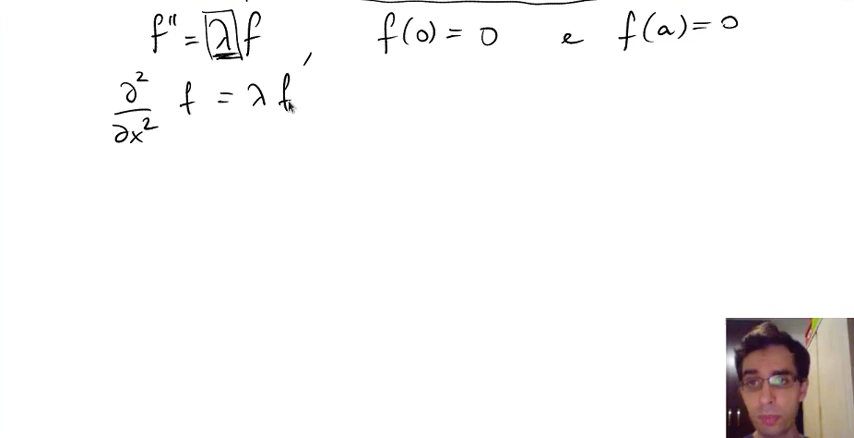 f'' = λ f, f(0) = 0 e f(a) = 0
∂²/∂x² f = λ f